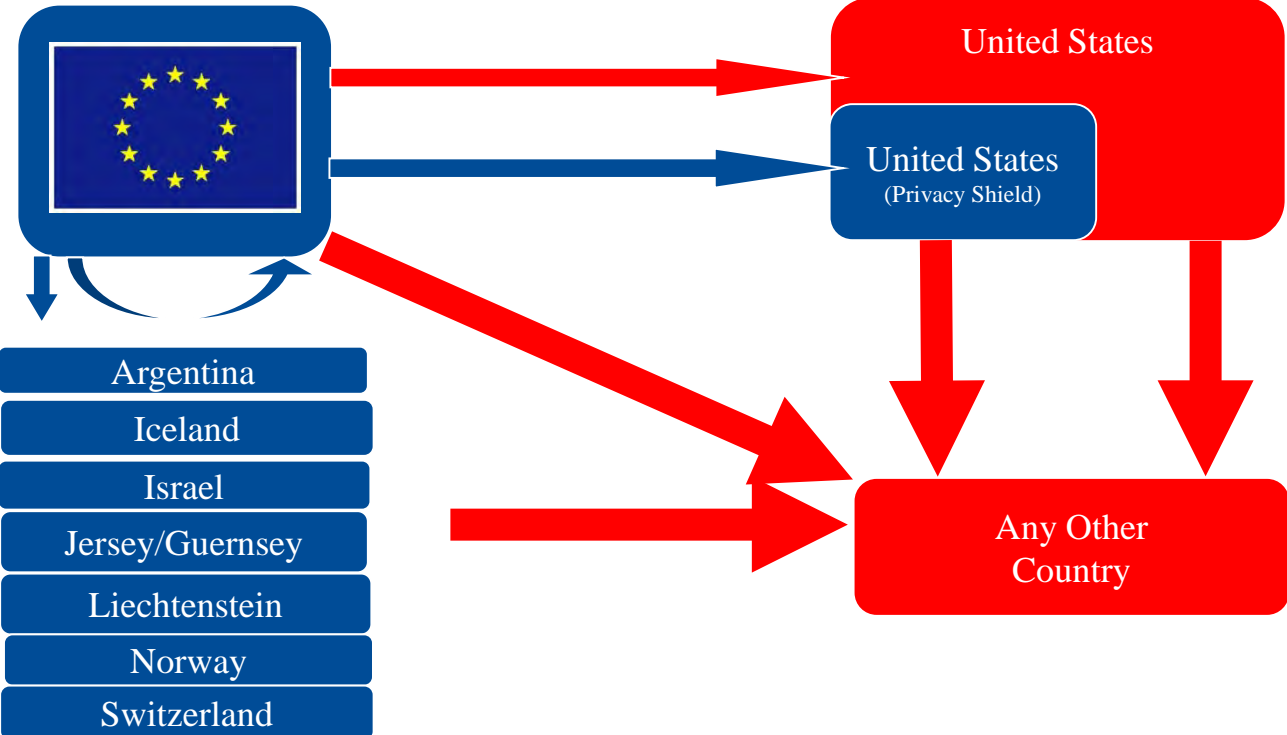 United States
United States
(Privacy Shield)
Argentina
Iceland
Israel
Jersey/Guernsey
Liechtenstein
Norway
Switzerland
Any Other
Country